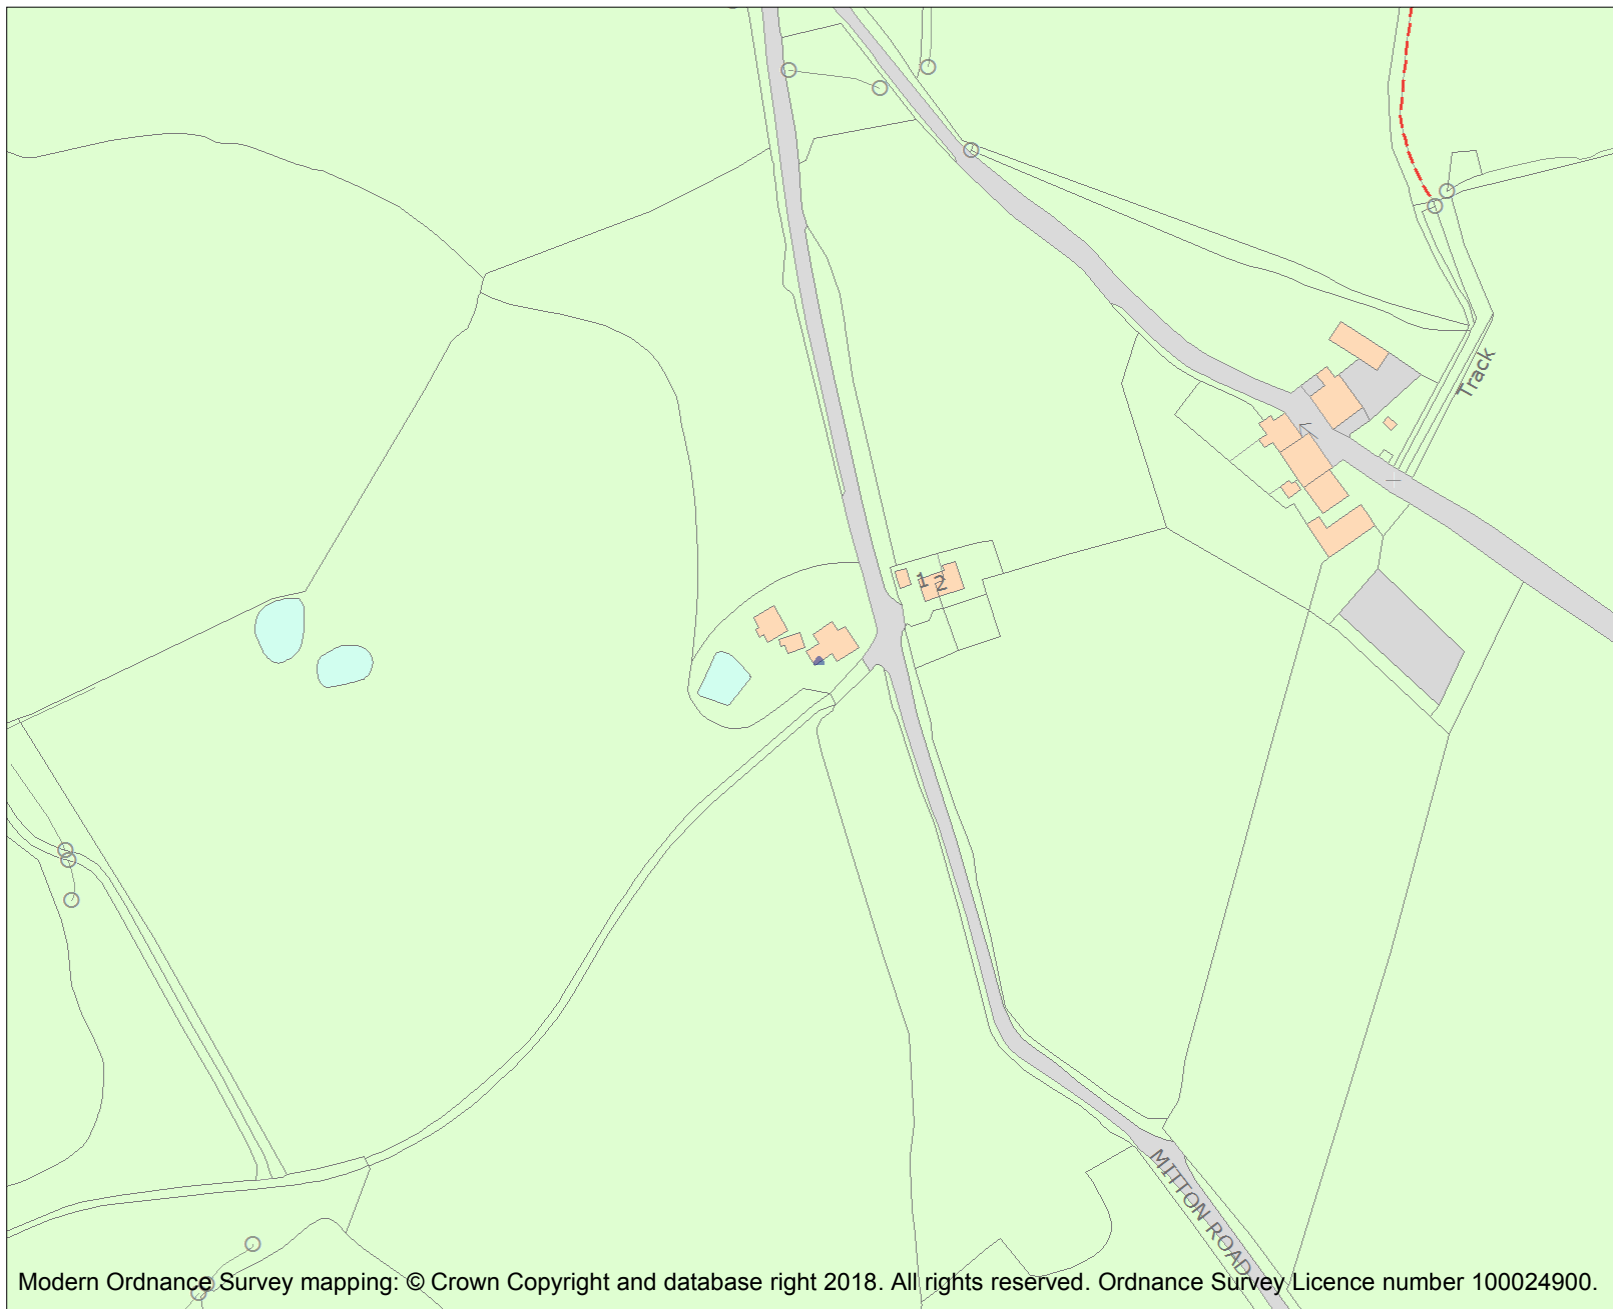 Track
1
2
MITTON ROAD
Modern Ordnance Survey mapping: © Crown Copyright and database right 2018. All rights reserved. Ordnance Survey Licence number 100024900.